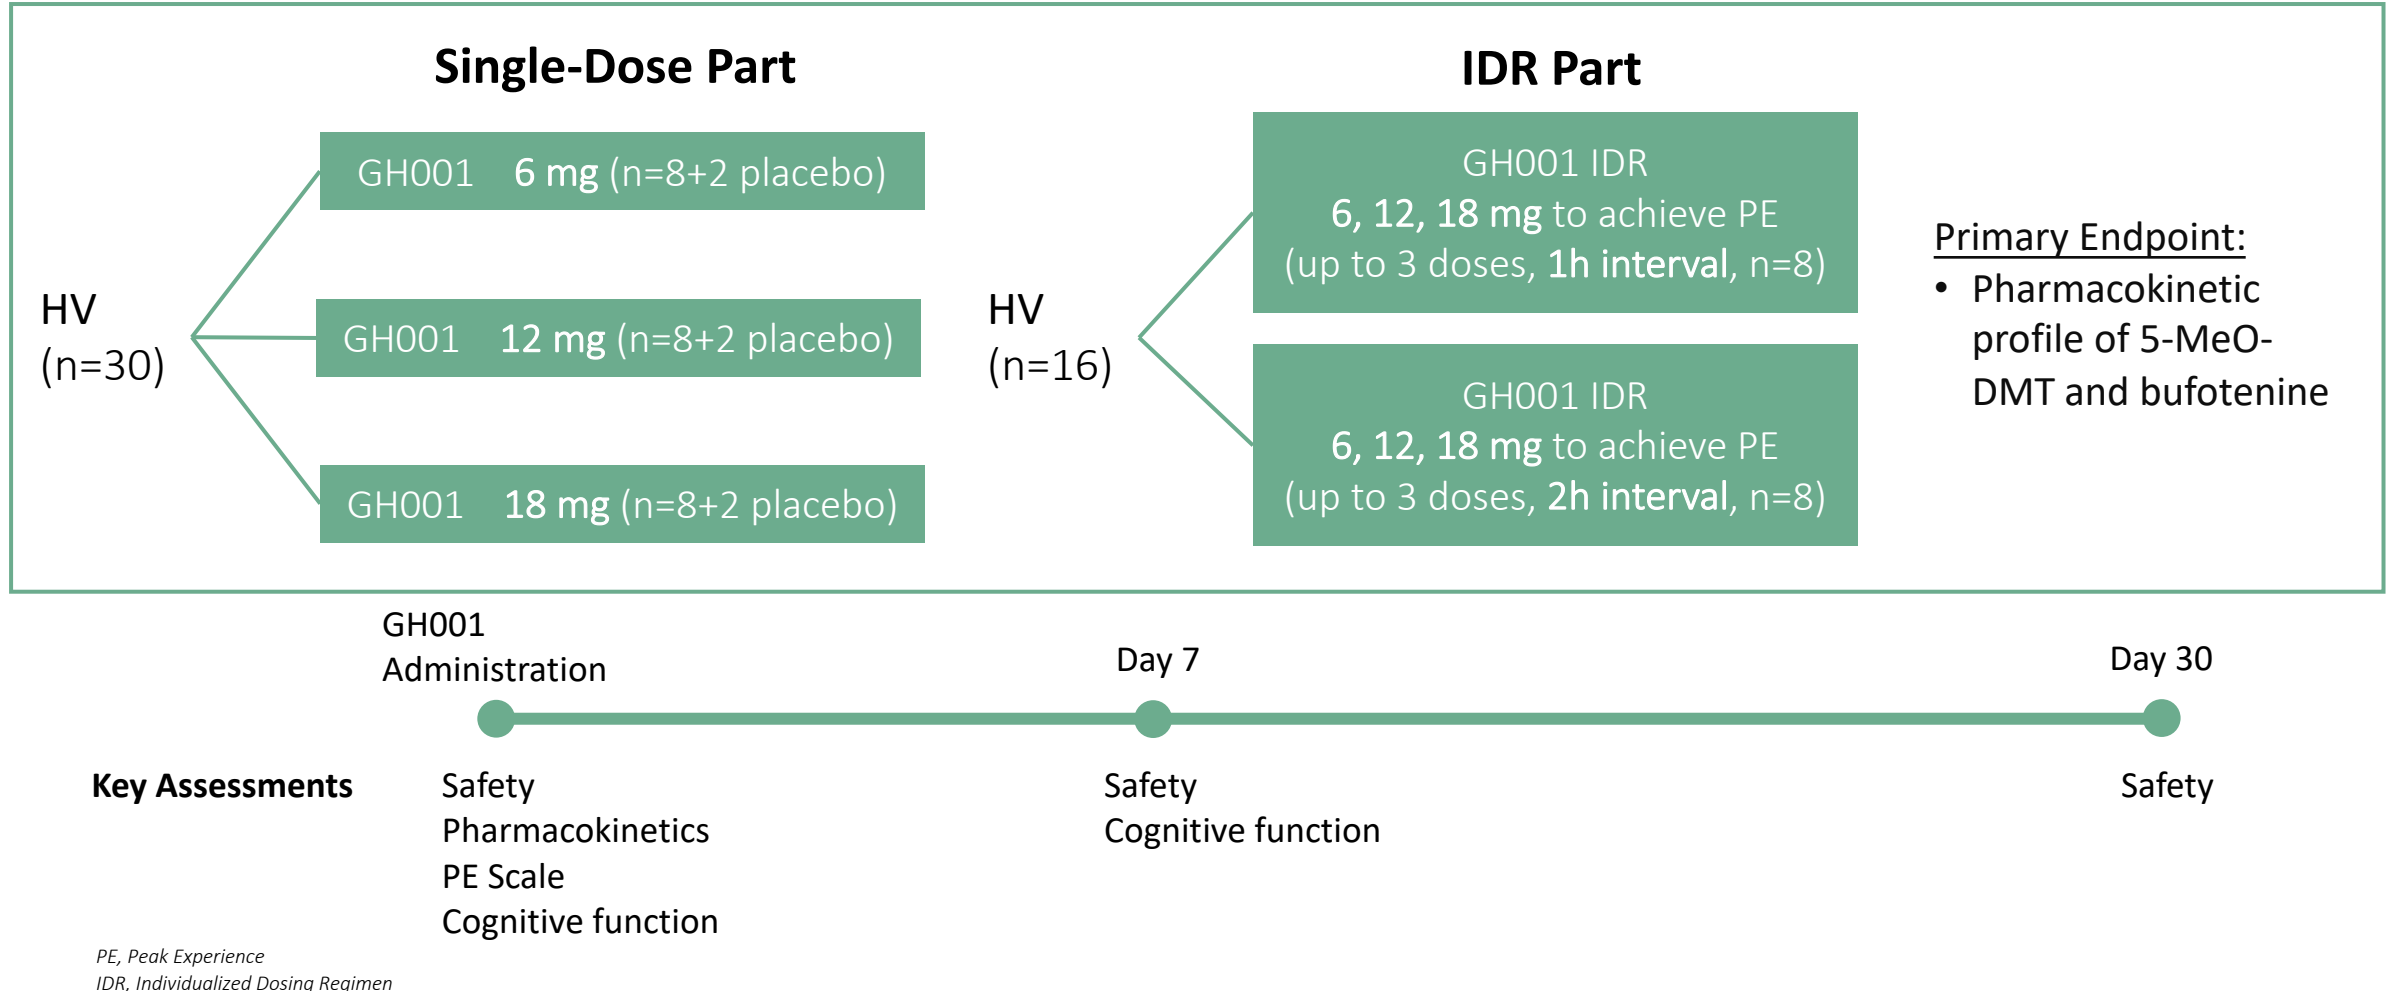 Single-Dose Part
HV
(n=30)
GH001 6 mg (n=8+2 placebo)
GH001 12 mg (n=8+2 placebo)
GH001 18 mg (n=8+2 placebo)
IDR Part
HV
(n=16)
GH001 IDR
6, 12, 18 mg to achieve PE
(up to 3 doses, 1h interval, n=8)
GH001 IDR
6, 12, 18 mg to achieve PE
(up to 3 doses, 2h interval, n=8)
Primary Endpoint:
• Pharmacokinetic
profile of 5-MeO-
DMT and bufotenine
GH001
Administration
Day 7
Day 30
Key Assessments
Safety
Pharmacokinetics
PE Scale
Cognitive function
Safety
Cognitive function
Safety
PE, Peak Experience
IDR, Individualized Dosing Regimen